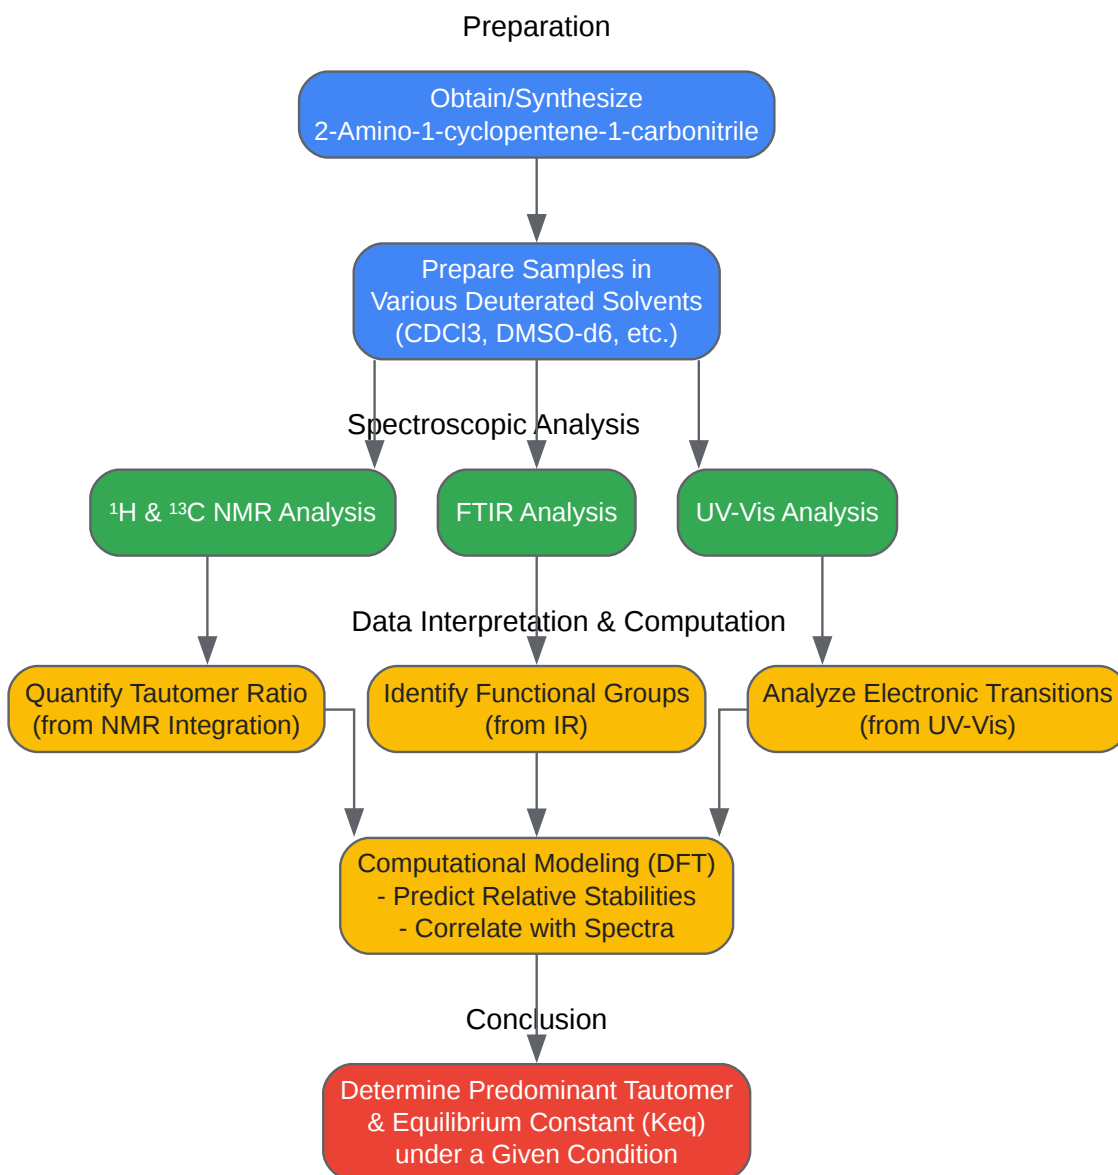 Preparation
Obtain/Synthesize
2-Amino-1-cyclopentene-1-carbonitrile
Prepare Samples in
Various Deuterated Solvents
(CDCl3, DMSO-d6, etc.)
Spectroscopic Analysis
¹H & ¹³C NMR Analysis
FTIR Analysis
UV-Vis Analysis
Data Interpretation & Computation
Quantify Tautomer Ratio
(from NMR Integration)
Identify Functional Groups
(from IR)
Analyze Electronic Transitions
(from UV-Vis)
Computational Modeling (DFT)
- Predict Relative Stabilities
- Correlate with Spectra
Conclusion
Determine Predominant Tautomer
& Equilibrium Constant (Keq)
under a Given Condition